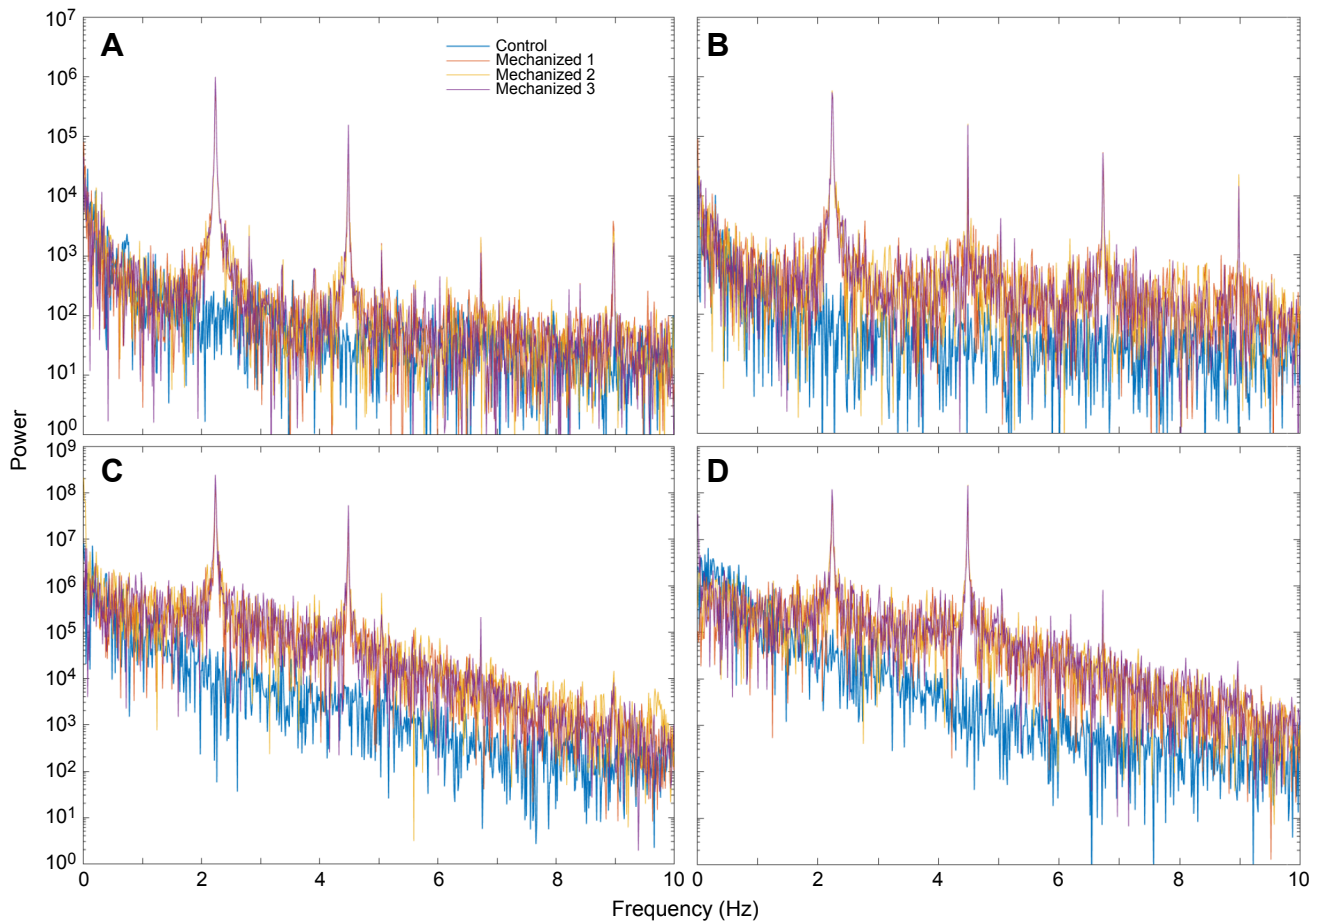 A
B
Control
Mechanized 1
Mechanized 2
Mechanized 3
10⁷
10⁶
10⁵
10⁴
10³
10²
10¹
10⁰
C
D
10⁹
10⁸
10⁷
10⁶
10⁵
10⁴
10³
10²
10¹
10⁰
Power
0 2 4 6 8 10
0 2 4 6 8 10
Frequency (Hz)